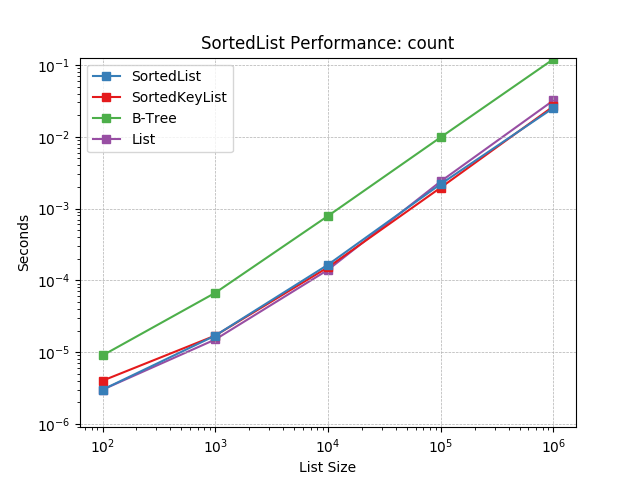 SortedList Performance: count
SortedList
SortedKeyList
B-Tree
List
Seconds
10⁻¹
10⁻²
10⁻³
10⁻⁴
10⁻⁵
10⁻⁶
10² 10³ 10⁴ 10⁵ 10⁶
List Size